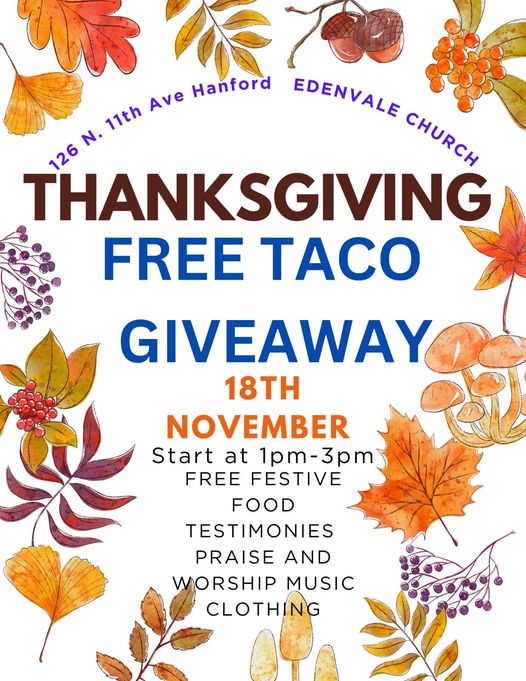 126 N. 11th Ave Hanford EDENVALE CHURCH
THANKSGIVING
FREE TACO
GIVEAWAY
18TH
NOVEMBER
Start at 1pm-3pm
FREE FESTIVE
FOOD
TESTIMONIES
PRAISE AND
WORSHIP MUSIC
CLOTHING